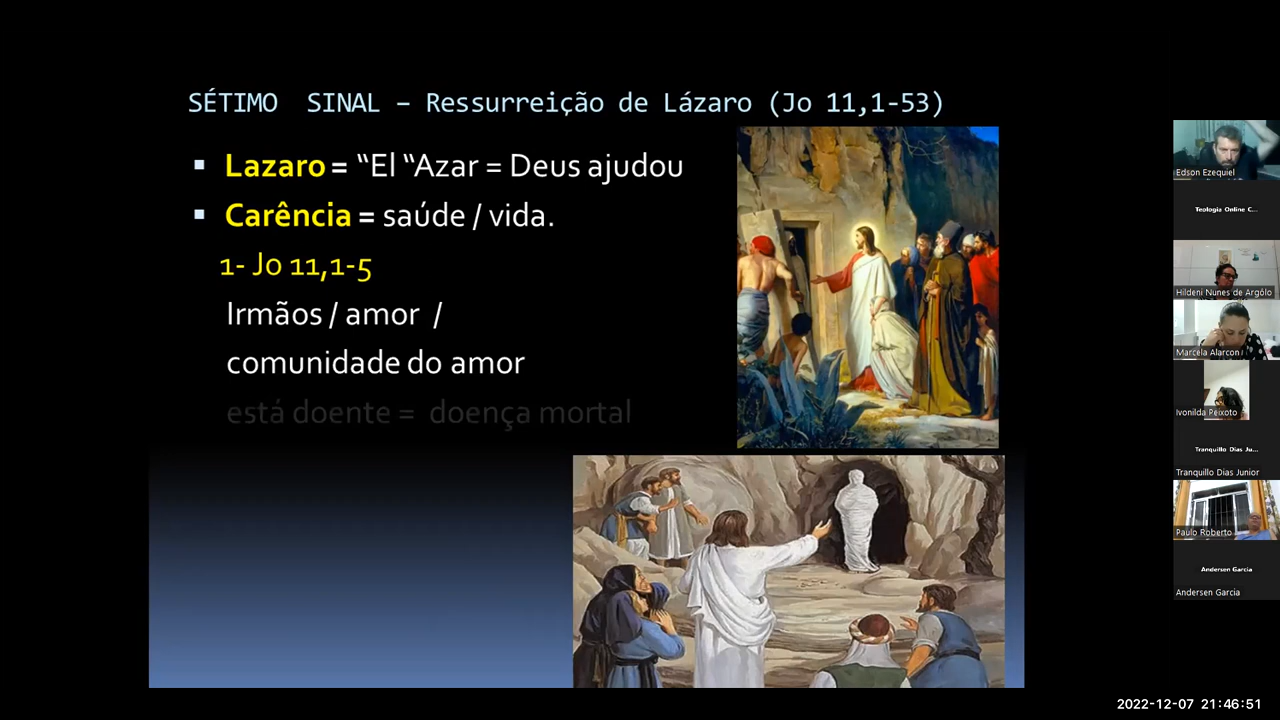 SÉTIMO SINAL – Ressurreição de Lázaro (Jo 11,1-53)
Lazaro = “El “Azar = Deus ajudou
Carência = saúde / vida.
1- Jo 11,1-5
Irmãos / amor /
comunidade do amor
está doente = doença mortal
Edson Ezequiel
Teologia Online C...
Hildeni Nunes de Argôlo
Marcela Alarcon
Ivonilda Peixoto
Tranquillo Dias Ju...
Tranquillo Dias Junior
Paulo Roberto
Andersen Garcia
Andersen Garcia
2022-12-07 21:46:51